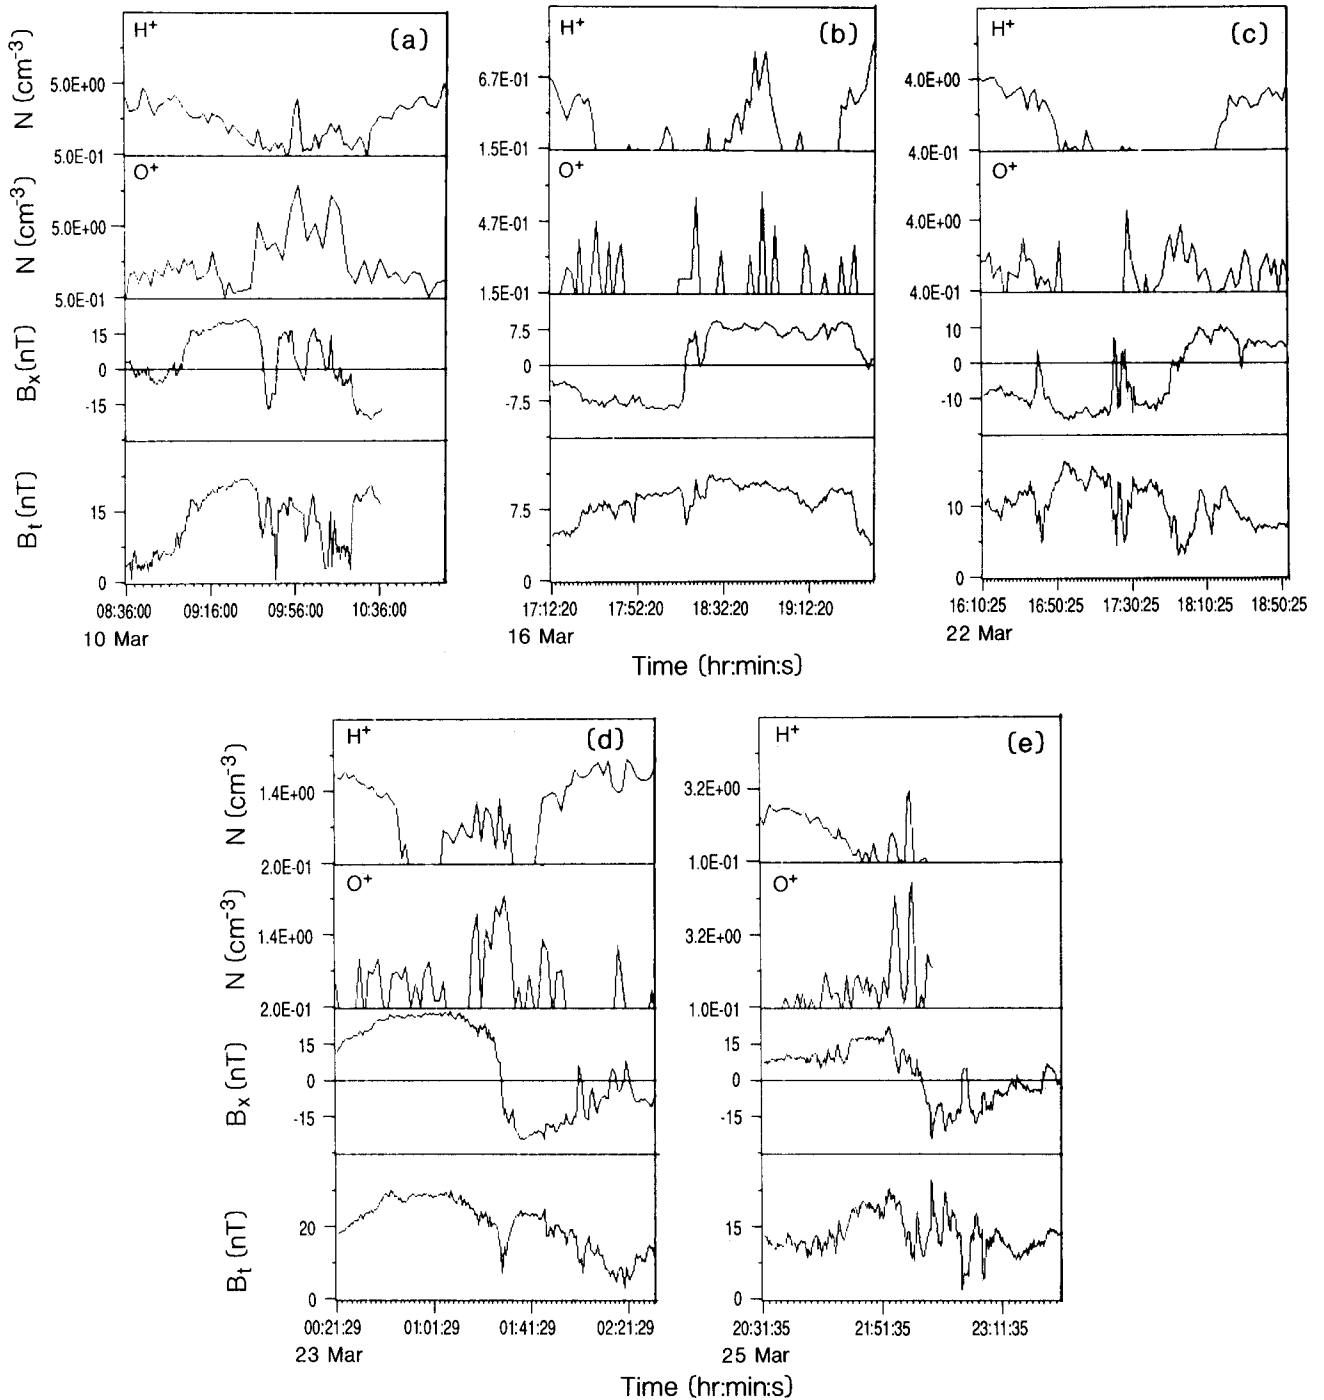 H+
(a)
N (cm-3)
5.0E+00
5.0E-01
O+
N (cm-3)
5.0E+00
5.0E-01
Bx(nT)
15
0
-15
Bt (nT)
15
0
08:36:00
09:16:00
09:56:00
10:36:00
10 Mar
H+
(b)
6.7E-01
1.5E-01
O+
4.7E-01
1.5E-01
7.5
0
-7.5
7.5
0
17:12:20
17:52:20
18:32:20
19:12:20
16 Mar
H+
(c)
4.0E+00
4.0E-01
O+
4.0E+00
4.0E-01
10
0
-10
10
0
16:10:25
16:50:25
17:30:25
18:10:25
18:50:25
22 Mar
Time (hr:min:s)
H+
(d)
N (cm-3)
1.4E+00
2.0E-01
O+
N (cm-3)
1.4E+00
2.0E-01
Bx (nT)
15
0
-15
Bt (nT)
20
0
00:21:29
01:01:29
01:41:29
02:21:29
23 Mar
H+
(e)
3.2E+00
1.0E-01
O+
3.2E+00
1.0E-01
15
0
-15
15
0
20:31:35
21:51:35
23:11:35
25 Mar
Time (hr:min:s)